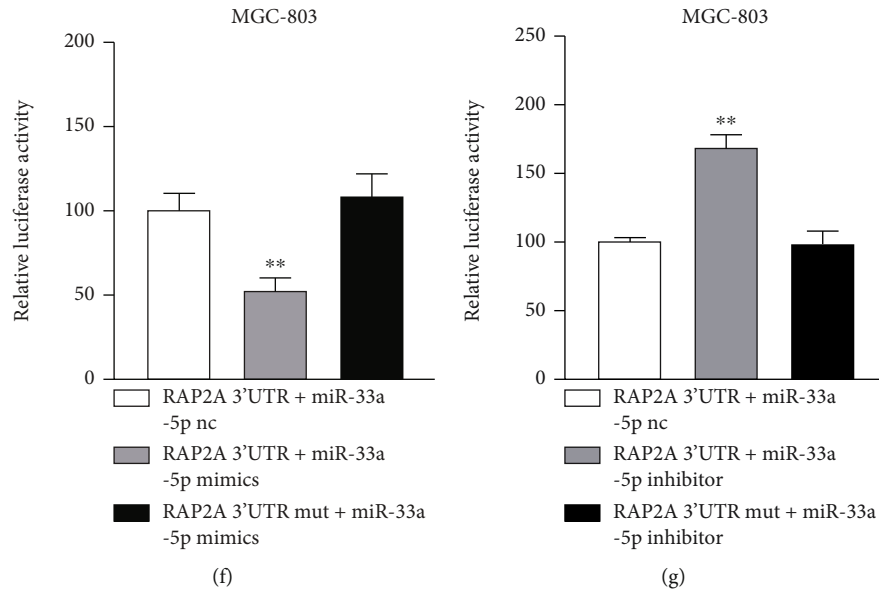 MGC-803
Relative luciferase activity
200
150
100
50
0
**
RAP2A 3'UTR + miR-33a
-5p nc
RAP2A 3'UTR + miR-33a
-5p mimics
RAP2A 3'UTR mut + miR-33a
-5p mimics
(f)
MGC-803
Relative luciferase activity
250
200
150
100
50
0
**
RAP2A 3'UTR + miR-33a
-5p nc
RAP2A 3'UTR + miR-33a
-5p inhibitor
RAP2A 3'UTR mut + miR-33a
-5p inhibitor
(g)